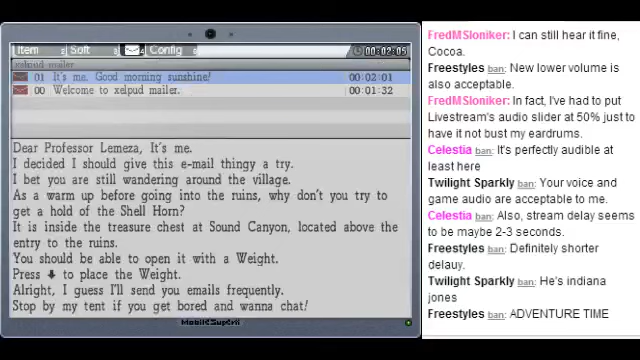 Item Soft Config 00:02:05
xelpud mailer
01 It's me. Good morning sunshine! 00:02:01
00 Welcome to xelpud mailer. 00:01:32
Dear Professor Lemeza, It's me.
I decided I should give this e-mail thingy a try.
I bet you are still wandering around the village.
As a warm up before going into the ruins, why don't you try to
get a hold of the Shell Horn?
It is inside the treasure chest at Sound Canyon, located above the
entry to the ruins.
You should be able to open it with a Weight.
Press ↓ to place the Weight.
Alright, I guess I'll send you emails frequently.
Stop by my tent if you get bored and wanna chat!
FredMSloniker: I can still hear it fine,
Cocoa.
Freestyles ban: New lower volume is
also acceptable.
FredMSloniker: In fact, I've had to put
Livestream's audio slider at 50% just to
have it not bust my eardrums.
Celestia ban: It's perfectly audible at
least here
Twilight Sparkly ban: Your voice and
game audio are acceptable to me.
Celestia ban: Also, stream delay seems
to be maybe 2-3 seconds.
Freestyles ban: Definitely shorter
delauy.
Twilight Sparkly ban: He's indiana
jones
Freestyles ban: ADVENTURE TIME